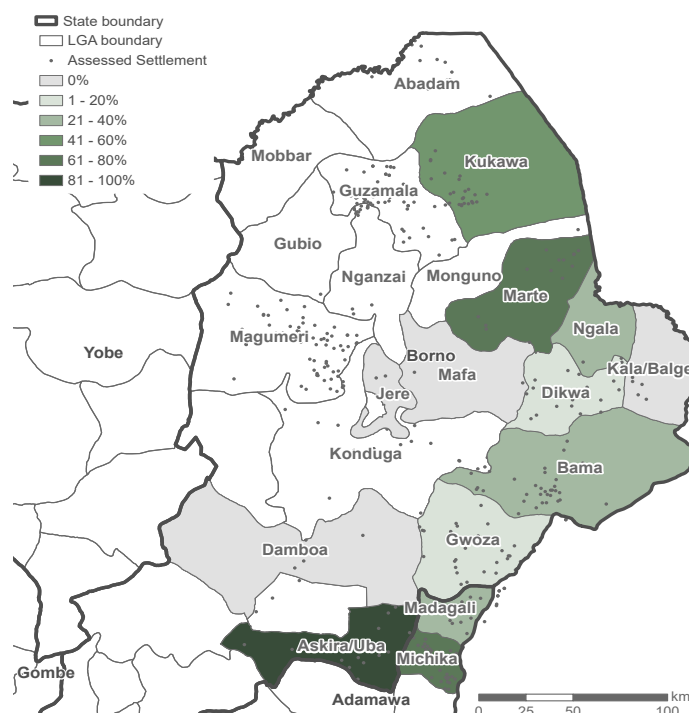 State boundary
LGA boundary
Assessed Settlement
0%
1 - 20%
21 - 40%
41 - 60%
61 - 80%
81 - 100%
Abadam
Mobbar
Kukawa
Guzamala
Gubio
Nganzai
Monguno
Marte
Magumeri
Ngala
Yobe
Borno
Mafa
Kala/Balge
Jere
Dikwa
Konduga
Bama
Damboa
Gwoza
Madagali
Askira/Uba
Michika
Gombe
Adamawa
km
0 25 50 100